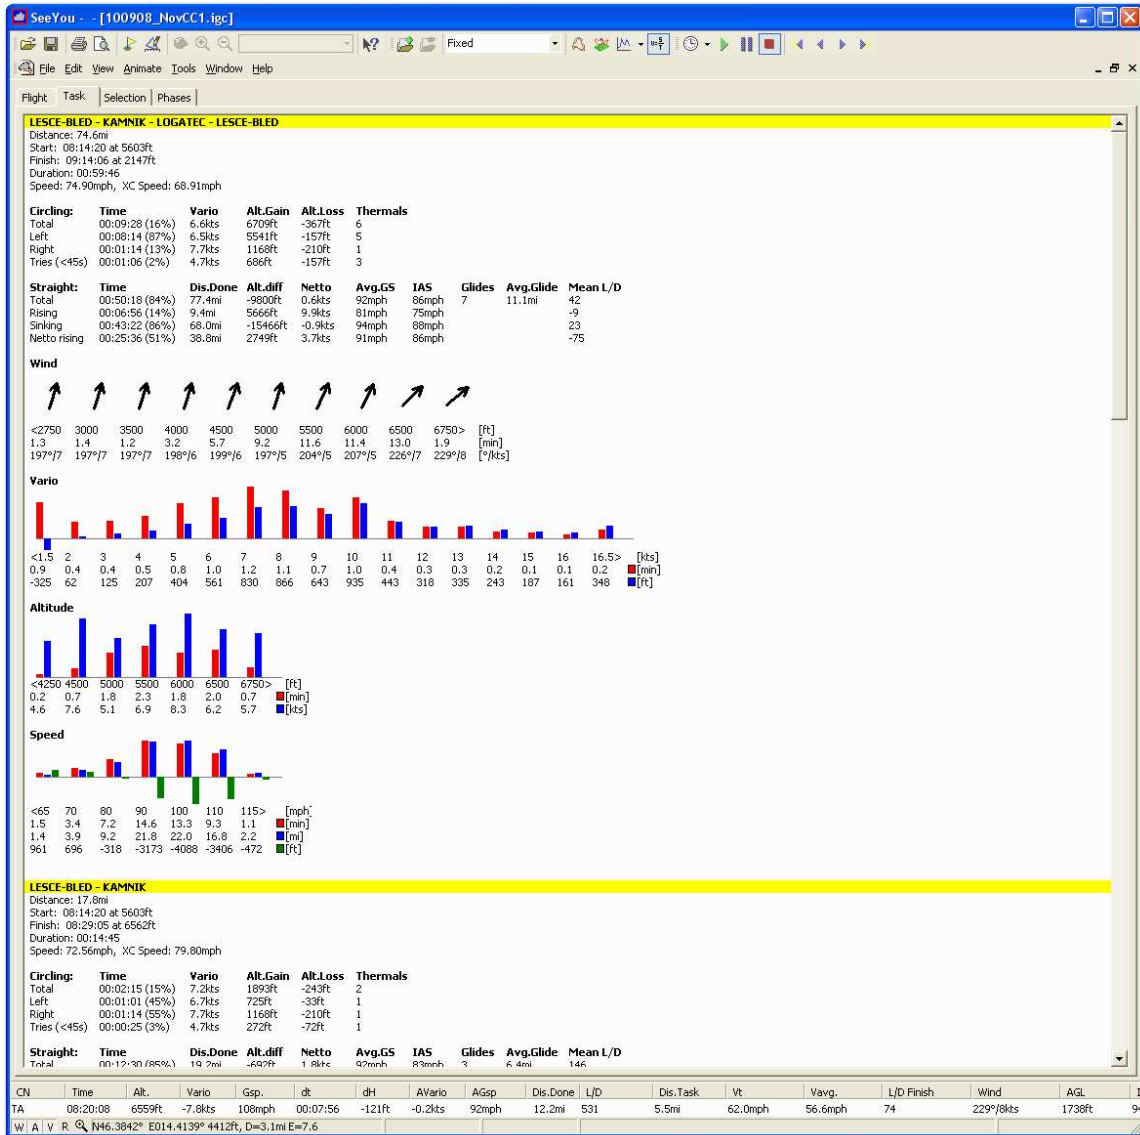 SeeYou - - [100908_NovCC1.igc]
Fixed
File Edit View Animate Tools Window Help
Flight Task Selection Phases
LESCE-BLED - KAMNIK - LOGATEC - LESCE-BLED
Distance: 74.6mi
Start: 08:14:20 at 5603ft
Finish: 09:14:06 at 2147ft
Duration: 00:59:46
Speed: 74.90mph, XC Speed: 68.91mph
Circling: Time Vario Alt.Gain Alt.Loss Thermals
Total 00:09:28 (16%) 6.6kts 6709ft -367ft 6
Left 00:08:14 (87%) 6.5kts 5541ft -157ft 5
Right 00:01:14 (13%) 7.7kts 1168ft -210ft 1
Tries (<45s) 00:01:06 (2%) 4.7kts 686ft -157ft 3
Straight: Time Dis.Done Alt.diff Netto Avg.GS IAS Glides Avg.Glide Mean L/D
Total 00:50:18 (84%) 77.4mi -9800ft 0.6kts 92mph 86mph 7 11.1mi 42
Rising 00:06:56 (14%) 9.4mi 5666ft 9.9kts 81mph 75mph -9
Sinking 00:43:22 (86%) 68.0mi -15466ft -0.9kts 94mph 88mph 23
Netto rising 00:25:36 (51%) 38.8mi 2749ft 3.7kts 91mph 86mph -75
Wind
<2750 3000 3500 4000 4500 5000 5500 6000 6500 6750> [ft]
1.3 1.4 1.2 3.2 5.7 9.2 11.6 11.4 13.0 1.9 [min]
197°/7 197°/7 197°/7 198°/6 199°/6 197°/5 204°/5 207°/5 226°/7 229°/8 [°/kts]
Vario
<1.5 2 3 4 5 6 7 8 9 10 11 12 13 14 15 16 16.5> [kts]
0.9 0.4 0.4 0.5 0.8 1.0 1.2 1.1 0.7 1.0 0.4 0.3 0.3 0.2 0.1 0.1 0.2 [min]
-325 62 125 207 404 561 830 866 643 935 443 318 335 243 187 161 348 [ft]
Altitude
<4250 4500 5000 5500 6000 6500 6750> [ft]
0.2 0.7 1.8 2.3 1.8 2.0 0.7 [min]
4.6 7.6 5.1 6.9 8.3 6.2 5.7 [kts]
Speed
<65 70 80 90 100 110 115> [mph]
1.5 3.4 7.2 14.6 13.3 9.3 1.1 [min]
1.4 3.9 9.2 21.8 22.0 16.8 2.2 [mi]
961 696 -318 -3173 -4088 -3406 -472 [ft]
LESCE-BLED - KAMNIK
Distance: 17.8mi
Start: 08:14:20 at 5603ft
Finish: 08:29:05 at 6562ft
Duration: 00:14:45
Speed: 72.56mph, XC Speed: 79.80mph
Circling: Time Vario Alt.Gain Alt.Loss Thermals
Total 00:02:15 (15%) 7.2kts 1893ft -243ft 2
Left 00:01:01 (45%) 6.7kts 725ft -33ft 1
Right 00:01:14 (55%) 7.7kts 1168ft -210ft 1
Tries (<45s) 00:00:25 (3%) 4.7kts 272ft -72ft 1
Straight: Time Dis.Done Alt.diff Netto Avg.GS IAS Glides Avg.Glide Mean L/D
Total 00:12:30 (85%) 19.2mi -692ft 1.8kts 92mph 83mph 3 6.4mi 146
CN Time Alt. Vario Gsp. dt dH AVario AGsp Dis.Done L/D Dis.Task Vt Vavg. L/D Finish Wind AGL
TA 08:20:08 6559ft -7.8kts 108mph 00:07:56 -121ft -0.2kts 92mph 12.2mi 531 5.5mi 62.0mph 56.6mph 74 229°/8kts 1738ft
W A V R N46.3842° E014.4139° 4412ft, D=3.1mi E=7.6